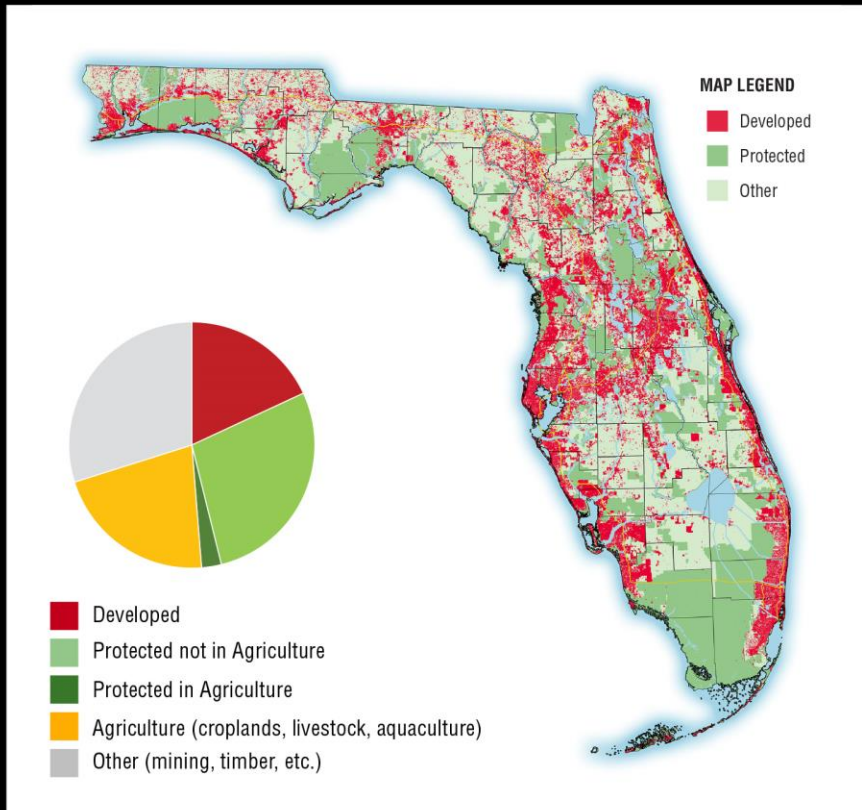 MAP LEGEND
Developed
Protected
Other
Developed
Protected not in Agriculture
Protected in Agriculture
Agriculture (croplands, livestock, aquaculture)
Other (mining, timber, etc.)